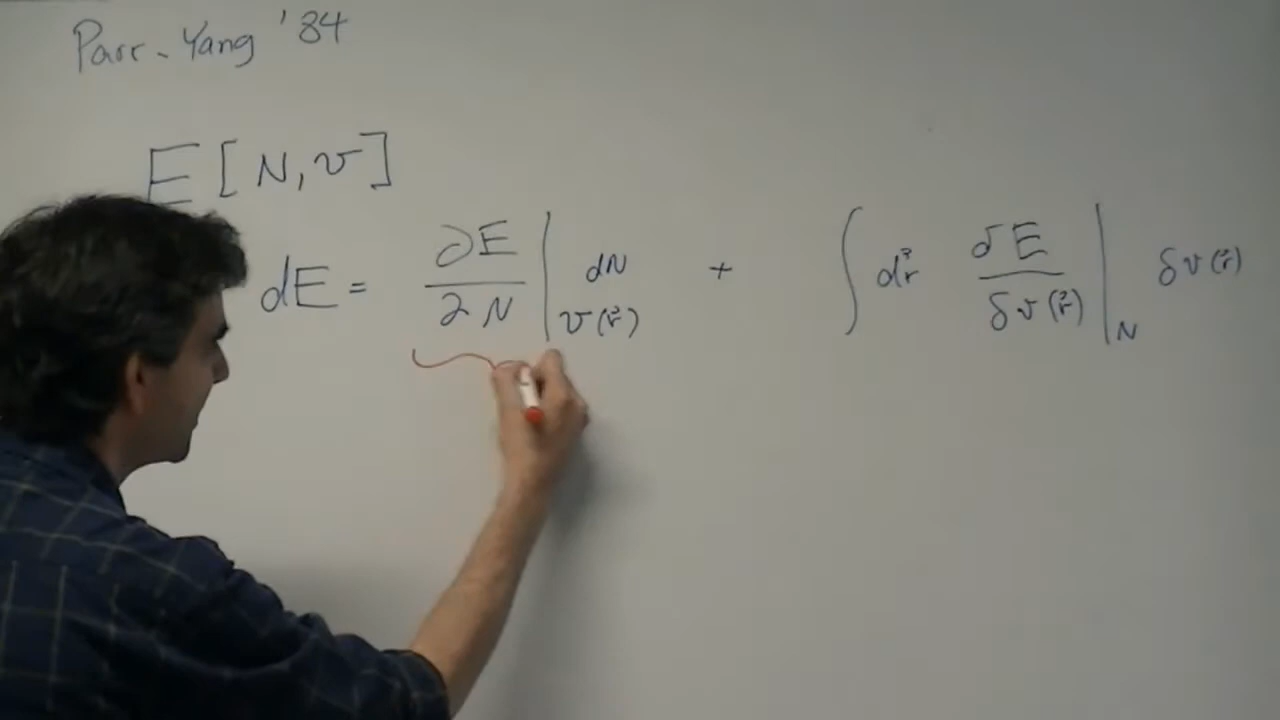 Parr-Yang '84
E[N, v]
dE = ∂E/∂N |v(r⃗) dN + ∫ dr⃗ δE/δv(r⃗) |N δv(r⃗)